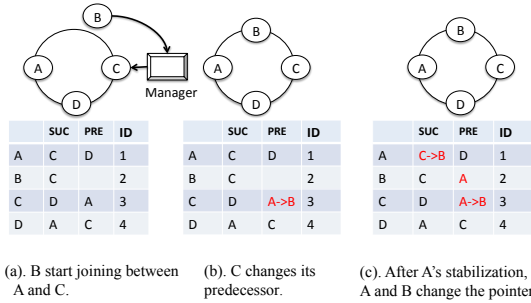 B
A
C
D
Manager
B
A
C
D
B
A
C
D
SUC PRE ID
A C D 1
B C 2
C D A 3
D A C 4
SUC PRE ID
A C D 1
B C 2
C D A->B 3
D A C 4
SUC PRE ID
A C->B D 1
B C A 2
C D A->B 3
D A C 4
(a). B start joining between
A and C.
(b). C changes its
predecessor.
(c). After A's stabilization,
A and B change the pointer